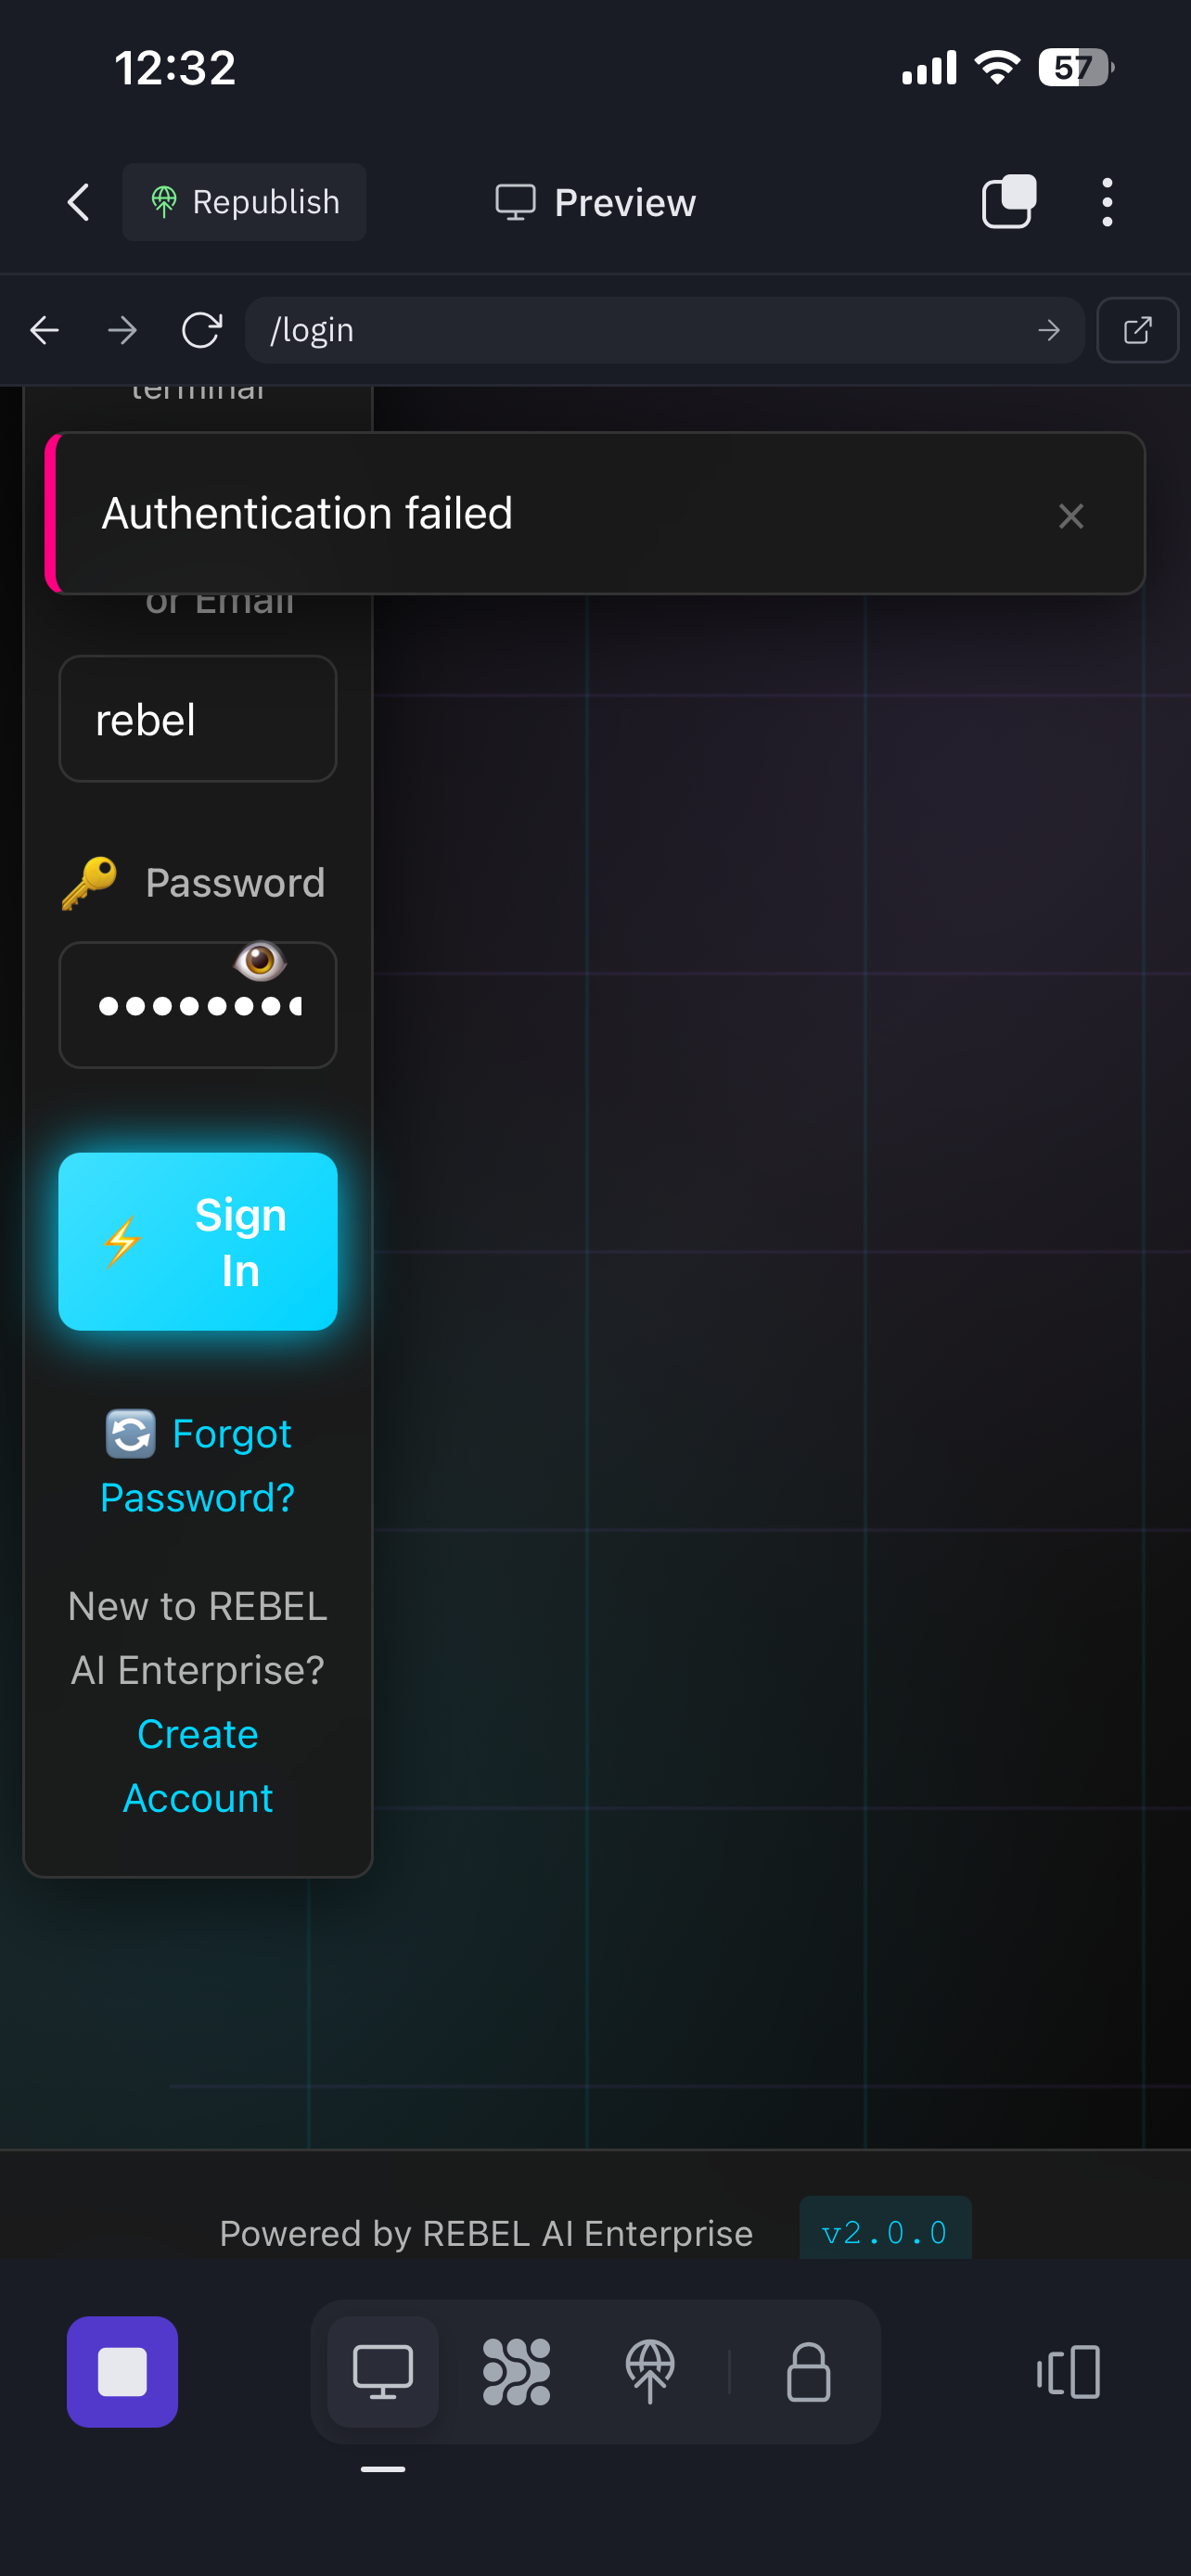 12:32
57
Republish
Preview
/login
terminal
Authentication failed
or Email
rebel
Password
Sign
In
Forgot
Password?
New to REBEL
AI Enterprise?
Create
Account
Powered by REBEL AI Enterprise
v2.0.0